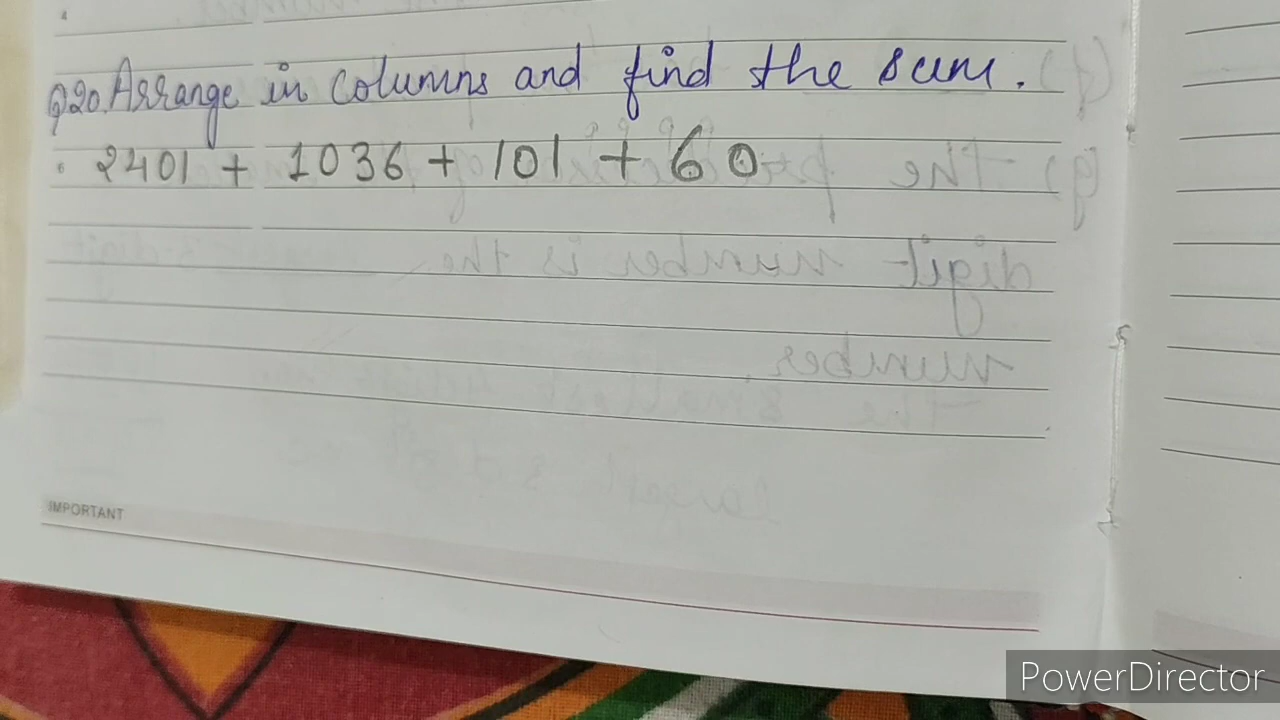 Q20. Arrange in columns and find the sum.
2401 + 1036 + 101 + 60
IMPORTANT
PowerDirector